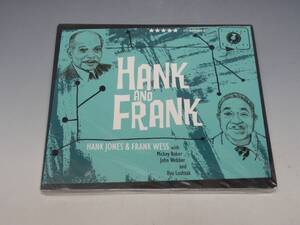 HANK
AND
FRANK
HANK JONES & FRANK WESS with
Mickey Roker
John Webber
and
Ilya Lushtak